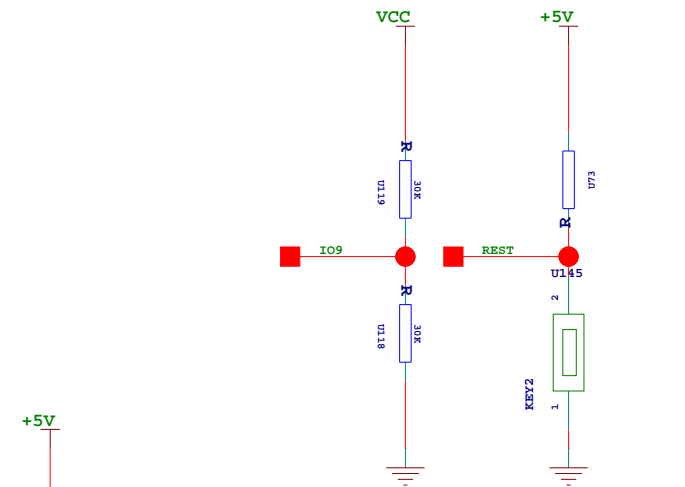 VCC
+5V
R
U119
30K
U73
R
IO9
REST
U145
R
2
U118
30K
KEY2
1
+5V